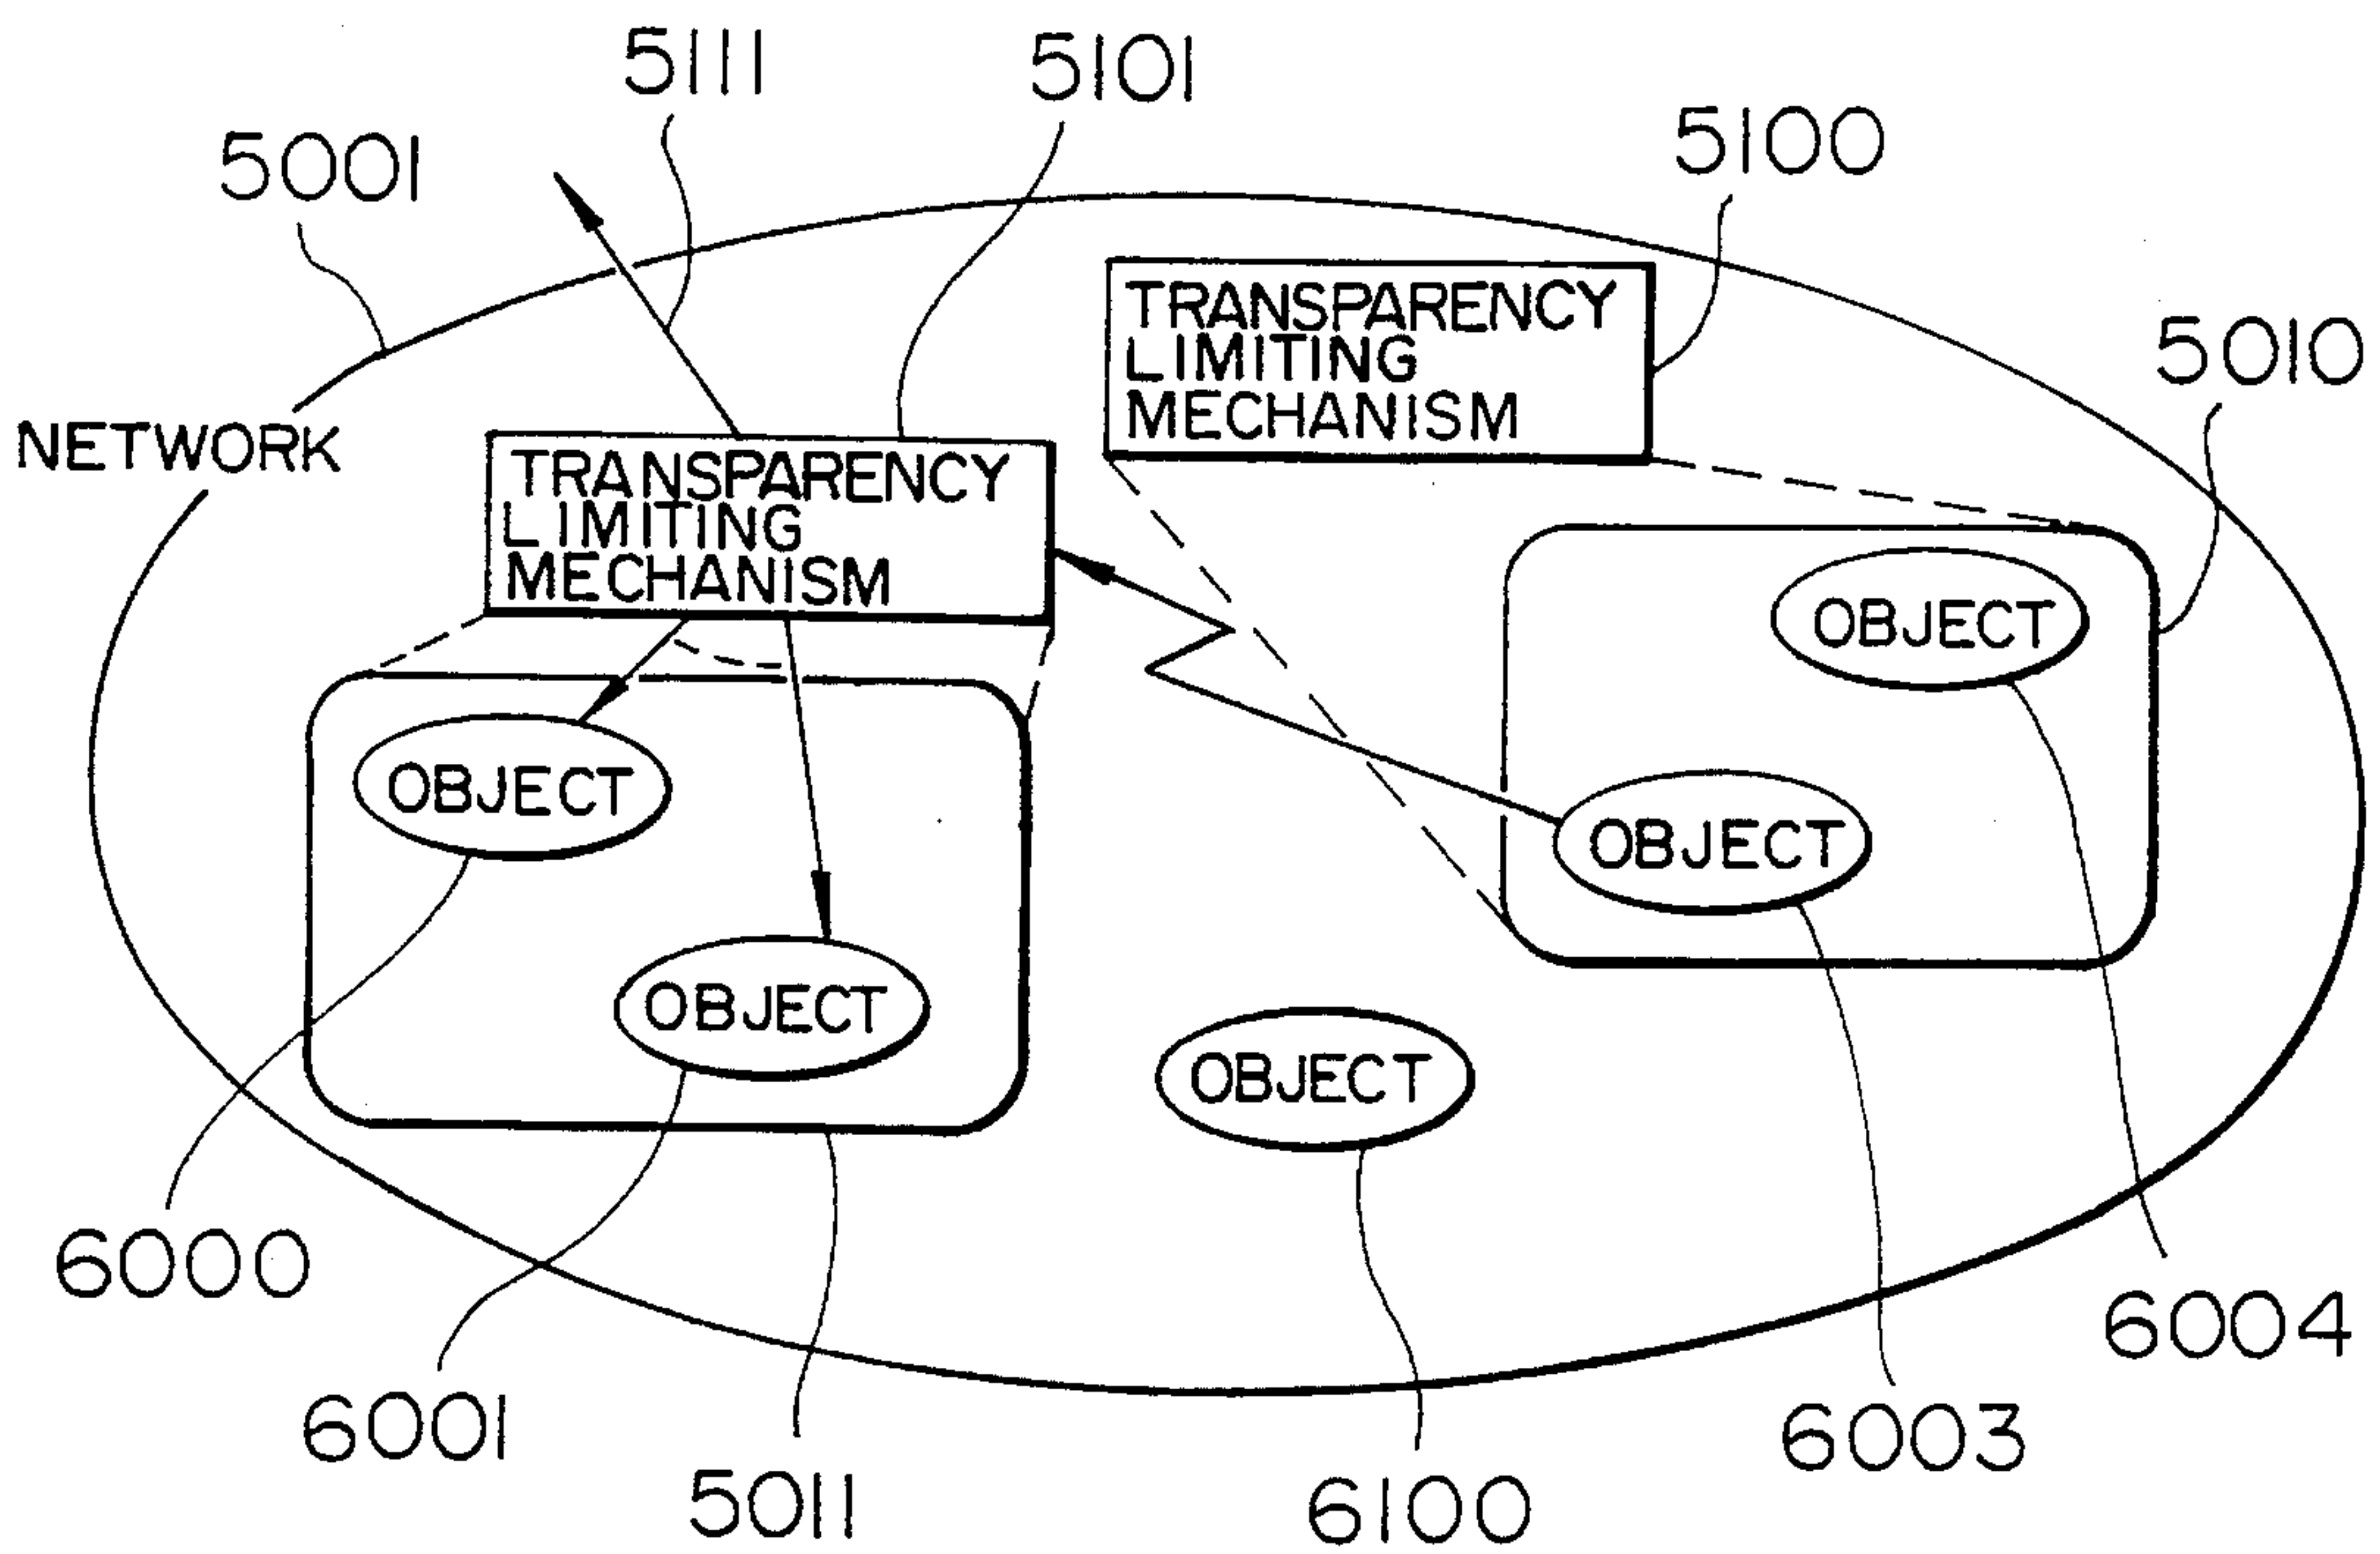 5111
5101
5001
5100
TRANSPARENCY
LIMITING
MECHANISM
5010
NETWORK
TRANSPARENCY
LIMITING
MECHANISM
OBJECT
OBJECT
OBJECT
OBJECT
OBJECT
6000
6004
6001
6003
5011
6100